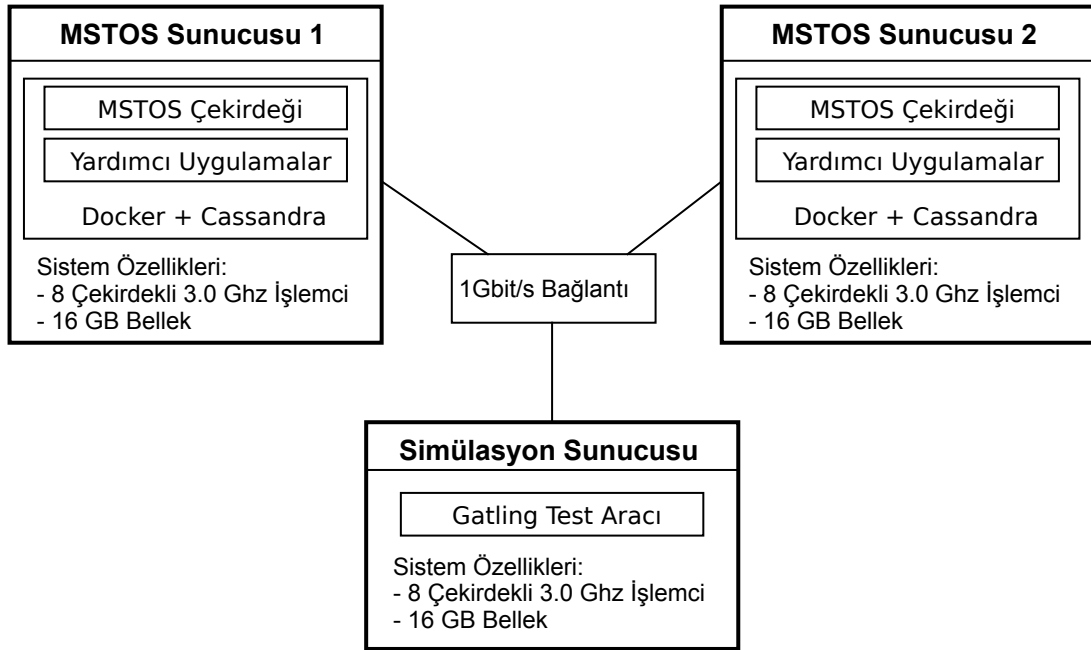 MSTOS Sunucusu 1
MSTOS Çekirdeği
Yardımcı Uygulamalar
Docker + Cassandra
Sistem Özellikleri:
- 8 Çekirdekli 3.0 Ghz İşlemci
- 16 GB Bellek
MSTOS Sunucusu 2
MSTOS Çekirdeği
Yardımcı Uygulamalar
Docker + Cassandra
Sistem Özellikleri:
- 8 Çekirdekli 3.0 Ghz İşlemci
- 16 GB Bellek
1Gbit/s Bağlantı
Simülasyon Sunucusu
Gatling Test Aracı
Sistem Özellikleri:
- 8 Çekirdekli 3.0 Ghz İşlemci
- 16 GB Bellek